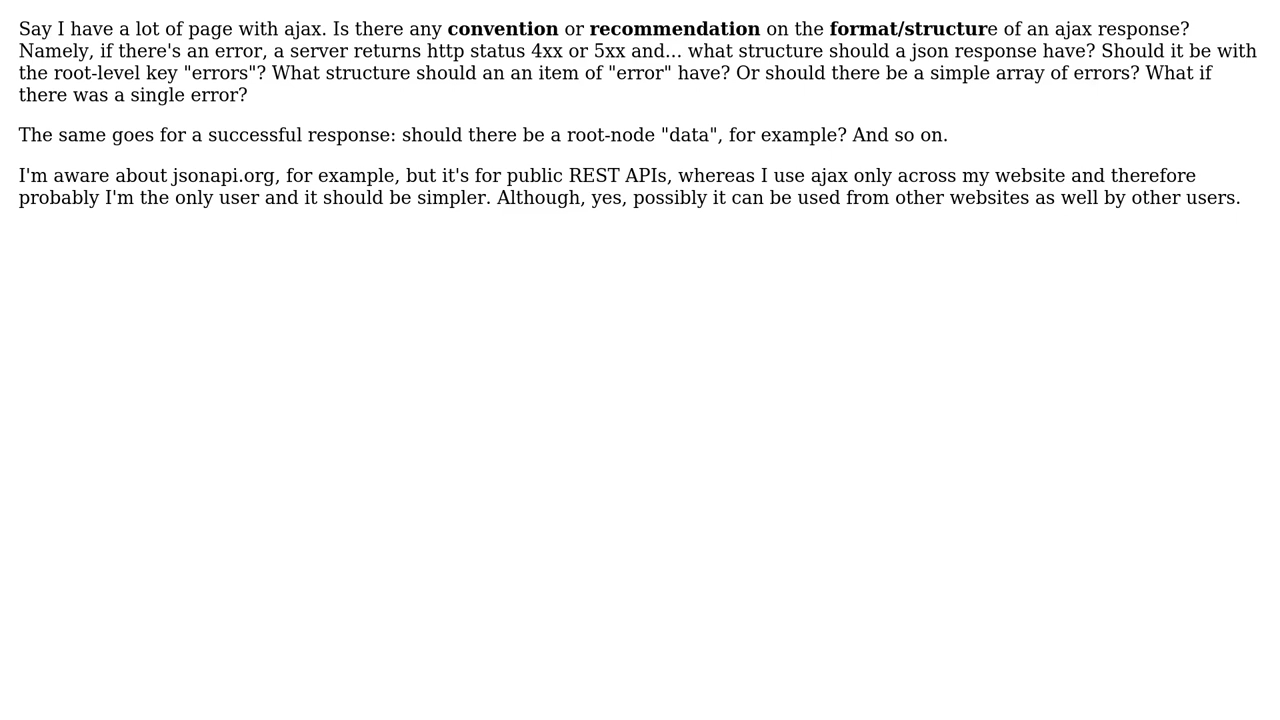 Say I have a lot of page with ajax. Is there any convention or recommendation on the format/structure of an ajax response?
Namely, if there's an error, a server returns http status 4xx or 5xx and... what structure should a json response have? Should it be with
the root-level key "errors"? What structure should an an item of "error" have? Or should there be a simple array of errors? What if
there was a single error?
The same goes for a successful response: should there be a root-node "data", for example? And so on.
I'm aware about jsonapi.org, for example, but it's for public REST APIs, whereas I use ajax only across my website and therefore
probably I'm the only user and it should be simpler. Although, yes, possibly it can be used from other websites as well by other users.